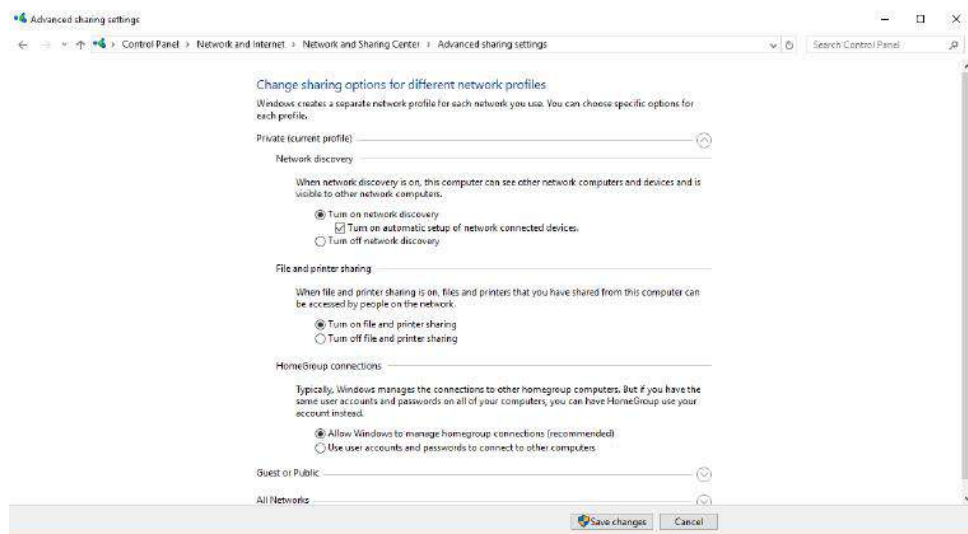 Advanced sharing settings
Control Panel > Network and Internet > Network and Sharing Center > Advanced sharing settings
Search Control Panel
Change sharing options for different network profiles
Windows creates a separate network profile for each network you use. You can choose specific options for
each profile.
Private (current profile)
Network discovery
When network discovery is on, this computer can see other network computers and devices and is
visible to other network computers.
Turn on network discovery
Turn on automatic setup of network connected devices.
Turn off network discovery
File and printer sharing
When file and printer sharing is on, files and printers that you have shared from this computer can
be accessed by people on the network.
Turn on file and printer sharing
Turn off file and printer sharing
HomeGroup connections
Typically, Windows manages the connections to other homegroup computers. But if you have the
same user accounts and passwords on all of your computers, you can have HomeGroup use your
account instead.
Allow Windows to manage homegroup connections (recommended)
Use user accounts and passwords to connect to other computers
Guest or Public
All Networks
Save changes
Cancel